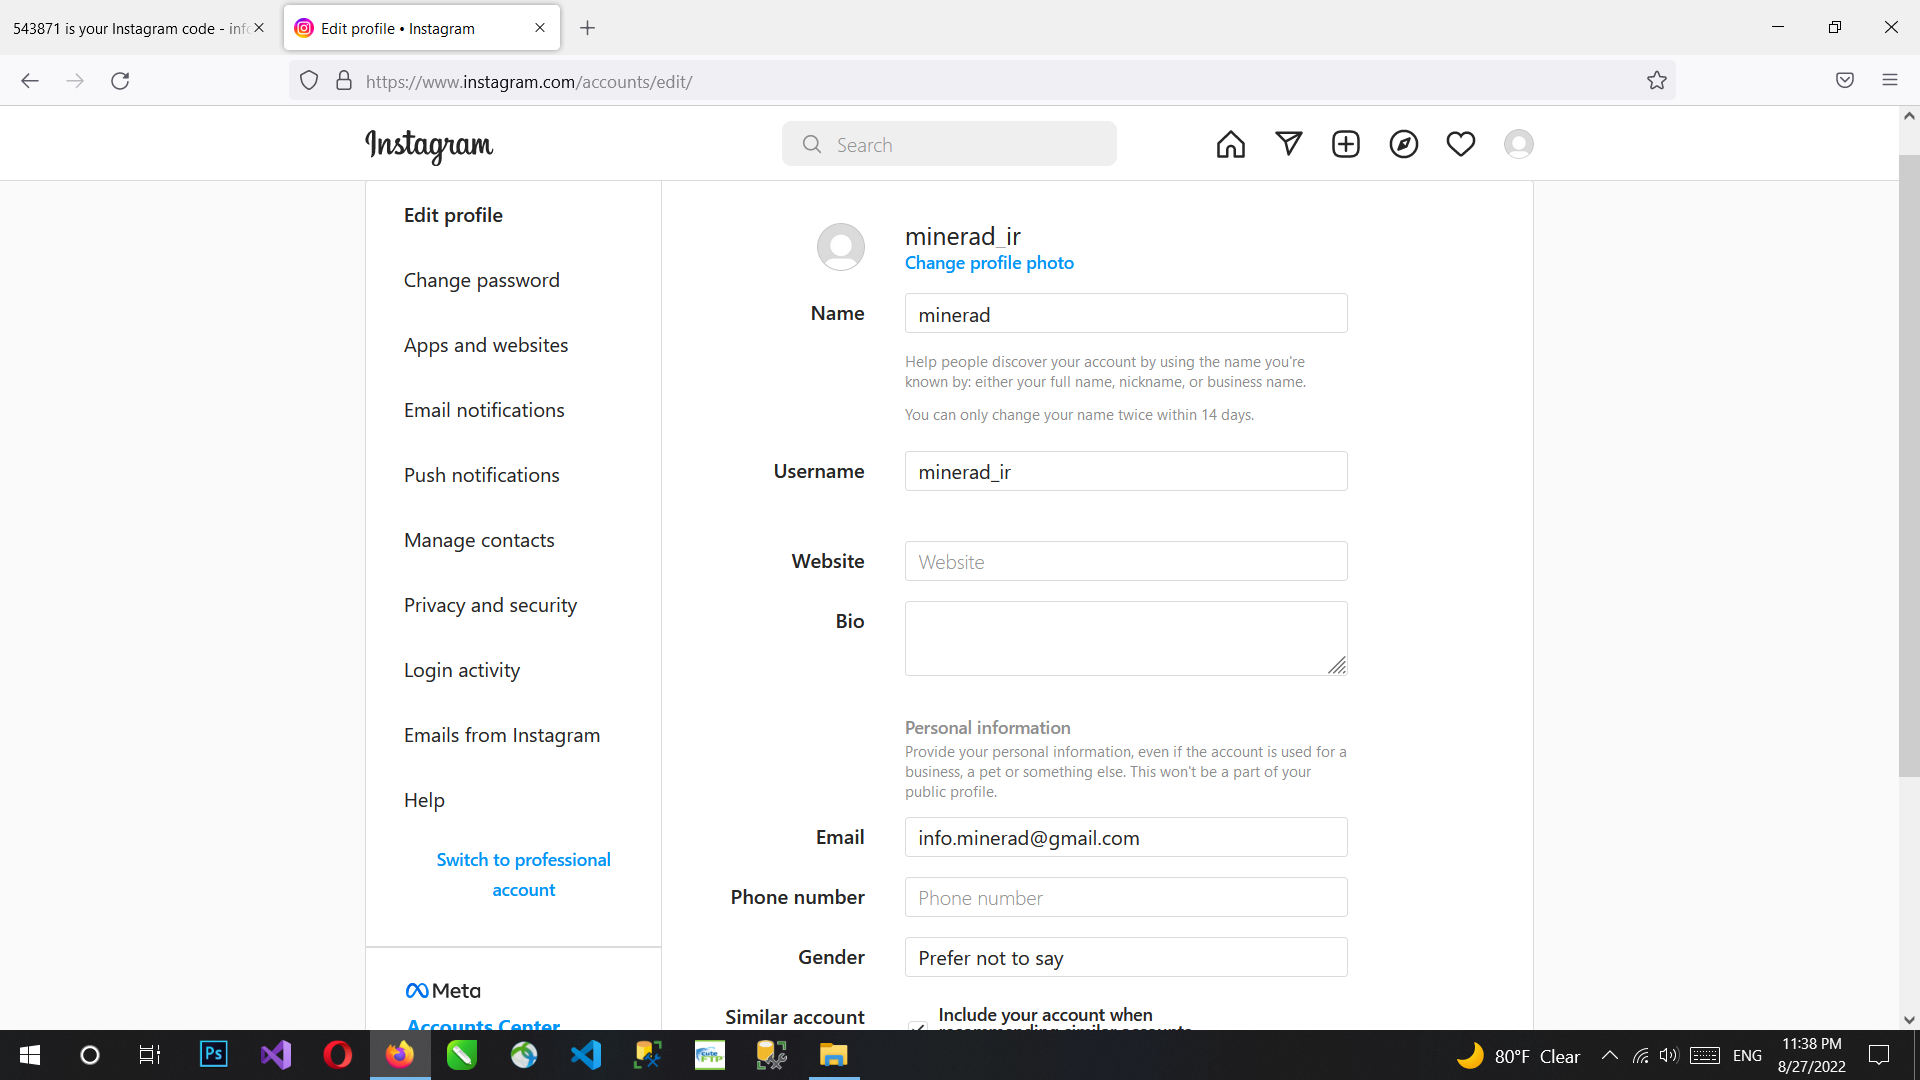 543871 is your Instagram code - info
Edit profile • Instagram
https://www.instagram.com/accounts/edit/
Instagram
Search
Edit profile
Change password
Apps and websites
Email notifications
Push notifications
Manage contacts
Privacy and security
Login activity
Emails from Instagram
Help
Switch to professional
account
Meta
Accounts Center
minerad_ir
Change profile photo
Name
minerad
Help people discover your account by using the name you're
known by: either your full name, nickname, or business name.
You can only change your name twice within 14 days.
Username
minerad_ir
Website
Website
Bio
Personal information
Provide your personal information, even if the account is used for a
business, a pet or something else. This won't be a part of your
public profile.
Email
info.minerad@gmail.com
Phone number
Phone number
Gender
Prefer not to say
Similar account
Include your account when
recommending similar accounts
Ps
cute
FTP
80°F Clear
ENG
11:38 PM
8/27/2022